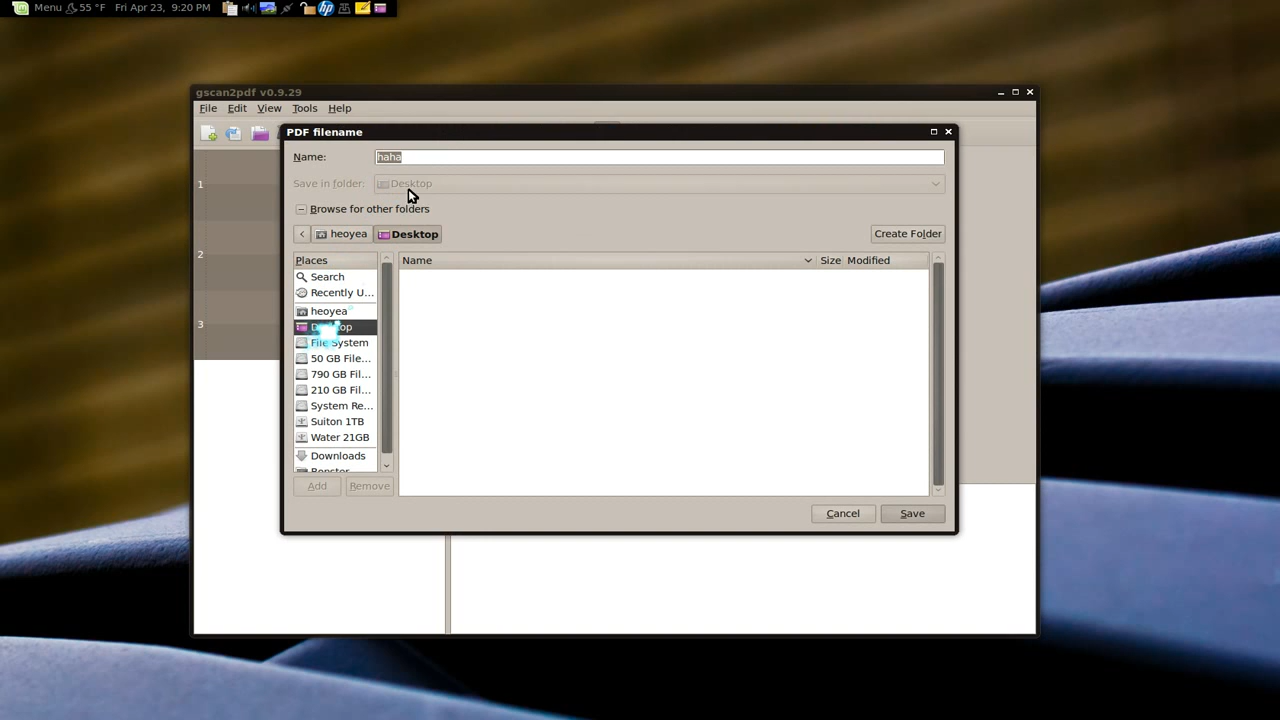 Menu 55 °F Fri Apr 23, 9:20 PM
gscan2pdf v0.9.29
File Edit View Tools Help
PDF filename
Name: haha
Save in folder: Desktop
Browse for other folders
heoyea Desktop Create Folder
Places Name Size Modified
Search
Recently U...
heoyea
File System
50 GB File...
790 GB Fil...
210 GB Fil...
System Re...
Suiton 1TB
Water 21GB
Downloads
Add Remove
Cancel Save
1
2
3